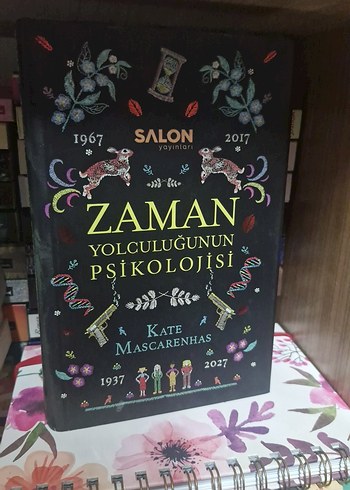 1967 SALON 2017
yayınları
ZAMAN
YOLCULUĞUNUN
PSİKOLOJİSİ
KATE
MASCARENHAS
1937 2027